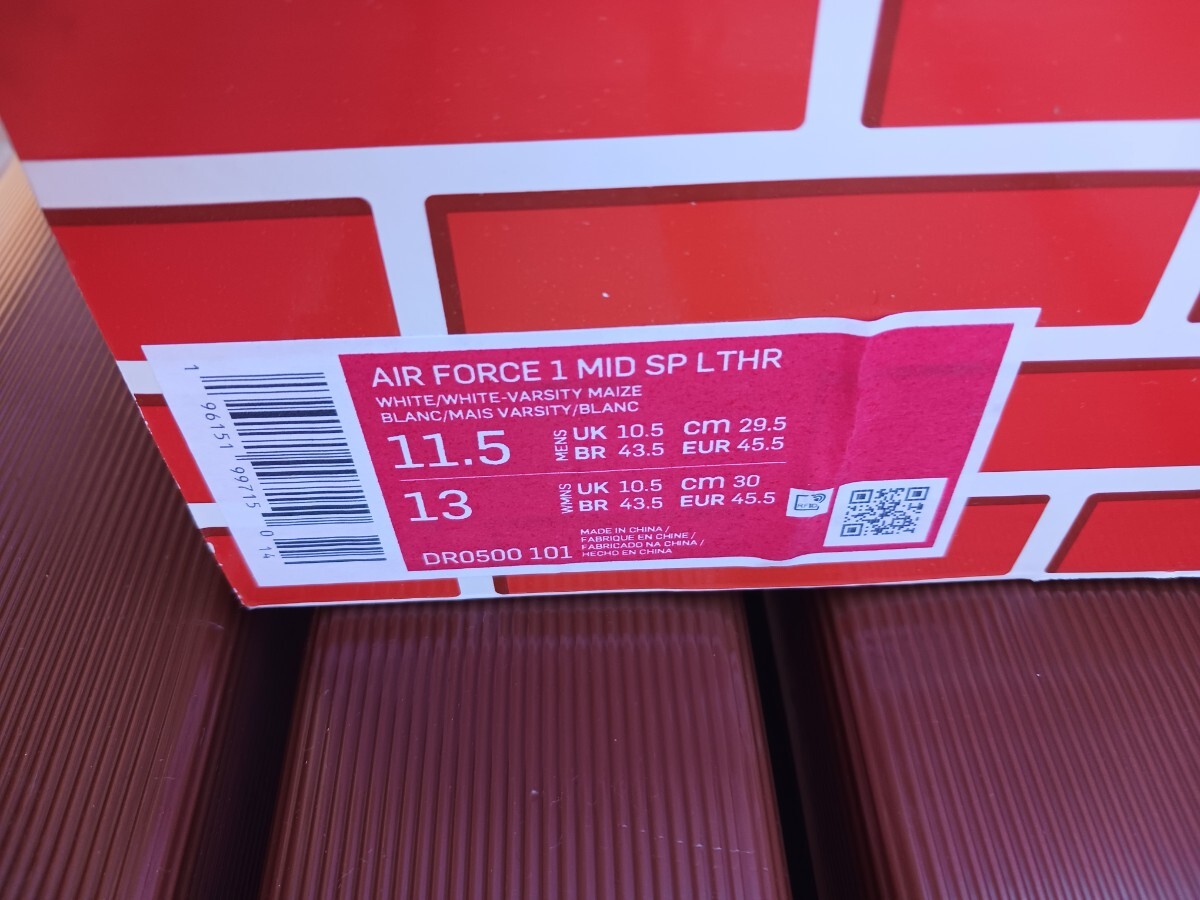 AIR FORCE 1 MID SP LTHR
WHITE/WHITE-VARSITY MAIZE
BLANC/MAIS VARSITY/BLANC
11.5 MENS UK 10.5 cm 29.5
BR 43.5 EUR 45.5
13 WMNS UK 10.5 cm 30
BR 43.5 EUR 45.5
DR0500 101
MADE IN CHINA /
FABRIQUE EN CHINE /
FABRICADO NA CHINA /
HECHO EN CHINA
1 96151 99715 014